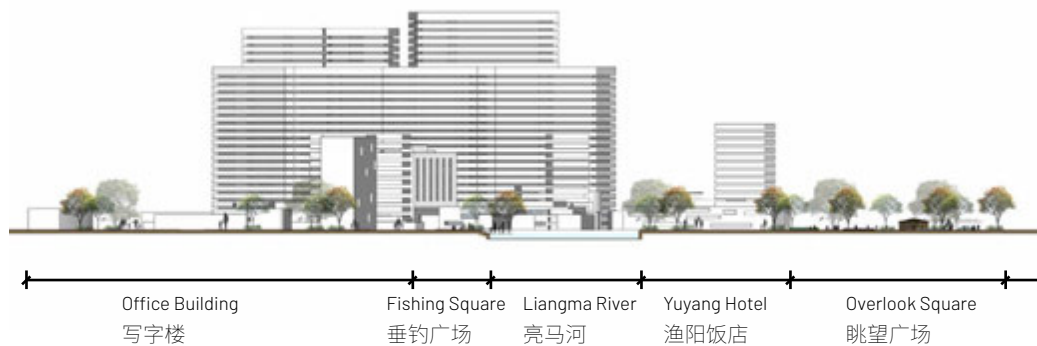 Office Building
写字楼
Fishing Square
垂钓广场
Liangma River
亮马河
Yuyang Hotel
渔阳饭店
Overlook Square
眺望广场